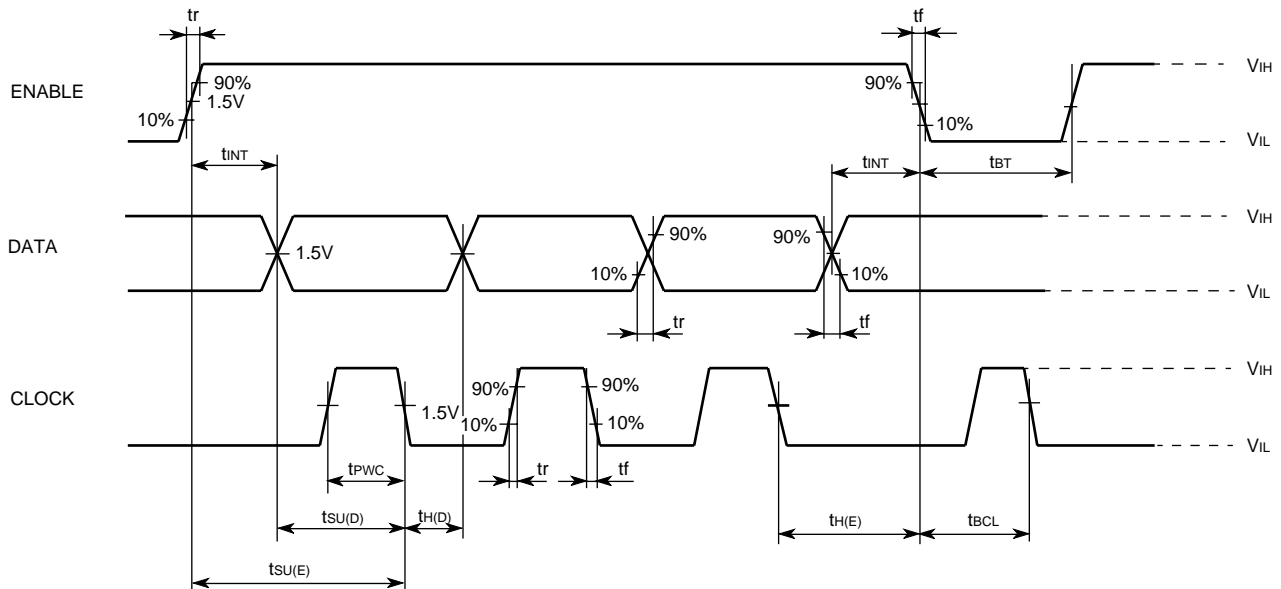 tr
tf
ENABLE
90%
1.5V
10%
90%
10%
VIH
VIL
tINT
tINT
tBT
DATA
1.5V
90%
10%
90%
10%
VIH
VIL
tr
tf
CLOCK
1.5V
90%
10%
90%
10%
VIH
VIL
tPWC
tr
tf
tSU(D)
tH(D)
tH(E)
tBCL
tSU(E)